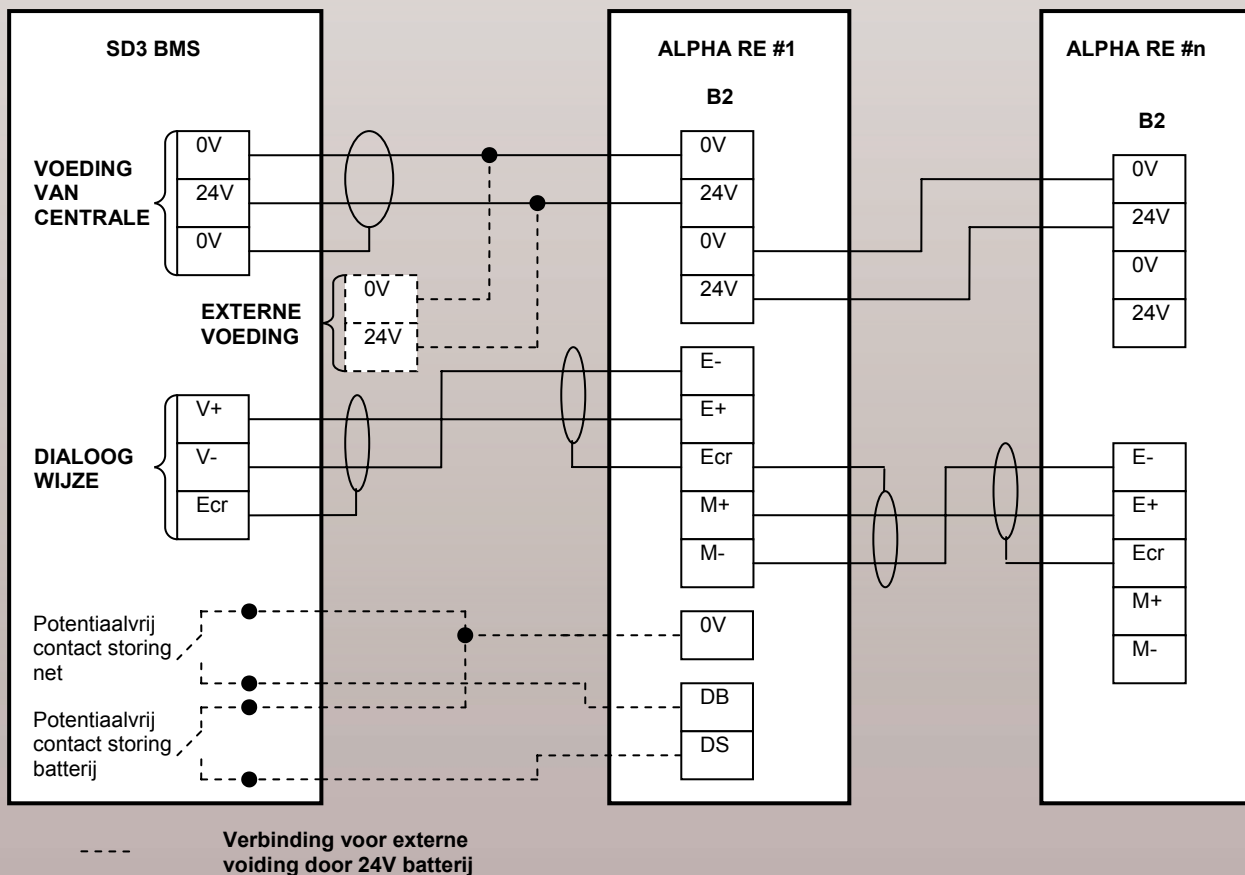 SD3 BMS
VOEDING
VAN
CENTRALE
0V
24V
0V
EXTERNE
VOEDING
0V
24V
DIALOOG
WIJZE
V+
V-
Ecr
Potentiaalvrij
contact storing
net
Potentiaalvrij
contact storing
batterij
ALPHA RE #1
B2
0V
24V
0V
24V
E-
E+
Ecr
M+
M-
0V
DB
DS
ALPHA RE #n
B2
0V
24V
0V
24V
E-
E+
Ecr
M+
M-
Verbinding voor externe
voiding door 24V batterij